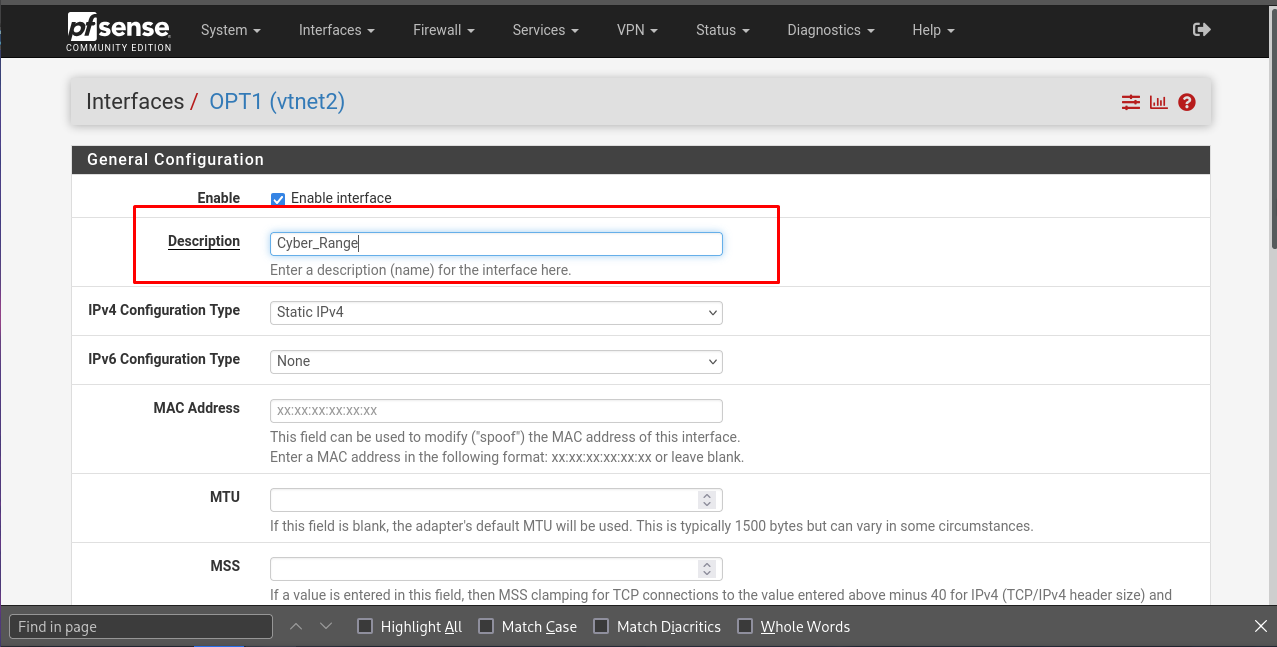 pfsense
COMMUNITY EDITION
System Interfaces Firewall Services VPN Status Diagnostics Help
Interfaces / OPT1 (vtnet2)
General Configuration
Enable Enable interface
Description Cyber_Range
Enter a description (name) for the interface here.
IPv4 Configuration Type Static IPv4
IPv6 Configuration Type None
MAC Address xx:xx:xx:xx:xx:xx
This field can be used to modify ("spoof") the MAC address of this interface.
Enter a MAC address in the following format: xx:xx:xx:xx:xx:xx or leave blank.
MTU
If this field is blank, the adapter's default MTU will be used. This is typically 1500 bytes but can vary in some circumstances.
MSS
If a value is entered in this field, then MSS clamping for TCP connections to the value entered above minus 40 for IPv4 (TCP/IPv4 header size) and
Find in page Highlight All Match Case Match Diacritics Whole Words